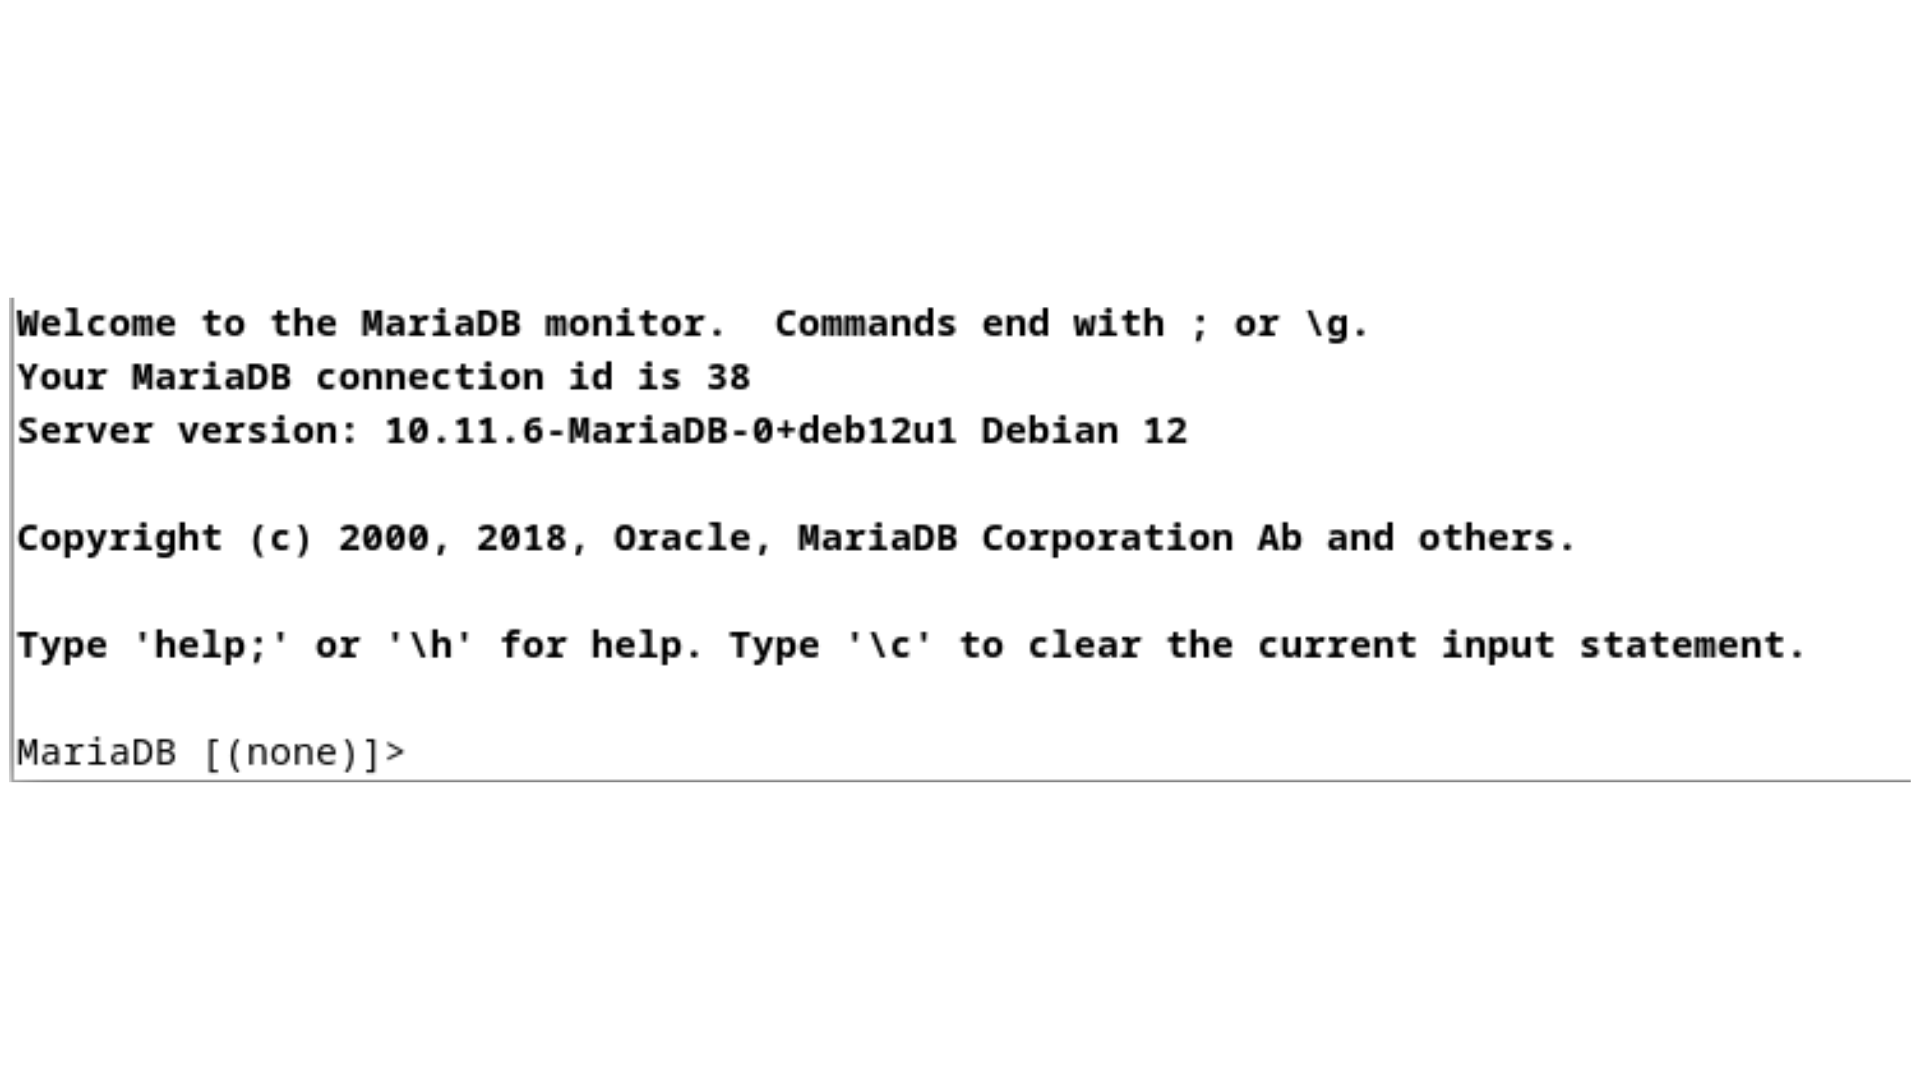 Welcome to the MariaDB monitor.  Commands end with ; or \g.
Your MariaDB connection id is 38
Server version: 10.11.6-MariaDB-0+deb12u1 Debian 12
Copyright (c) 2000, 2018, Oracle, MariaDB Corporation Ab and others.
Type 'help;' or '\h' for help. Type '\c' to clear the current input statement.
MariaDB [(none)]>